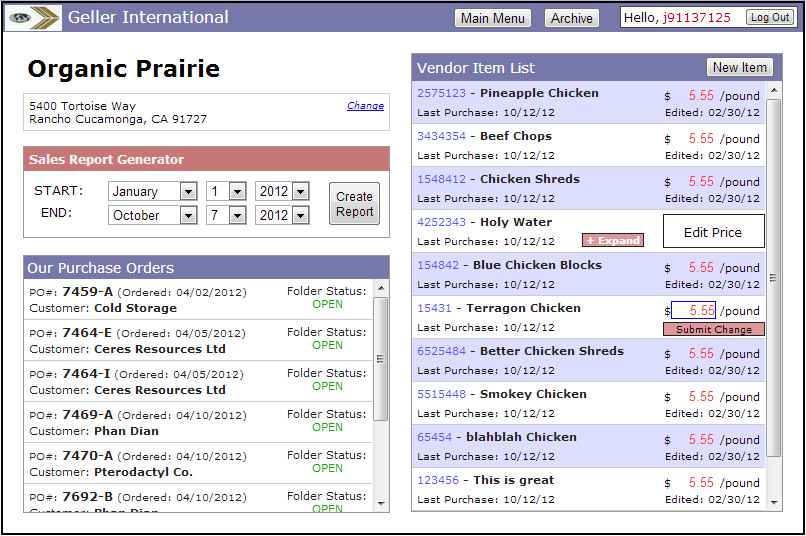 Geller International
Main Menu
Archive
Hello, j91137125
Log Out
Organic Prairie
5400 Tortoise Way
Change
Rancho Cucamonga, CA 91727
Sales Report Generator
START: January 1 2012
END: October 7 2012
Create
Report
Our Purchase Orders
PO#: 7459-A (Ordered: 04/02/2012) Folder Status:
Customer: Cold Storage OPEN
PO#: 7464-E (Ordered: 04/05/2012) Folder Status:
Customer: Ceres Resources Ltd OPEN
PO#: 7464-I (Ordered: 04/05/2012) Folder Status:
Customer: Ceres Resources Ltd OPEN
PO#: 7469-A (Ordered: 04/10/2012) Folder Status:
Customer: Phan Dian OPEN
PO#: 7470-A (Ordered: 04/10/2012) Folder Status:
Customer: Pterodactyl Co. OPEN
PO#: 7692-B (Ordered: 04/10/2012) Folder Status:
Customer: Phan Dian OPEN
Vendor Item List
New Item
2575123 - Pineapple Chicken $ 5.55 /pound
Last Purchase: 10/12/12 Edited: 02/30/12
3434354 - Beef Chops $ 5.55 /pound
Last Purchase: 10/12/12 Edited: 02/30/12
1548412 - Chicken Shreds $ 5.55 /pound
Last Purchase: 10/12/12 Edited: 02/30/12
4252343 - Holy Water Edit Price
Last Purchase: 10/12/12 + Expand
154842 - Blue Chicken Blocks $ 5.55 /pound
Last Purchase: 10/12/12 Edited: 02/30/12
15431 - Terragon Chicken $ 5.55 /pound
Last Purchase: 10/12/12 Submit Change
6525484 - Better Chicken Shreds $ 5.55 /pound
Last Purchase: 10/12/12 Edited: 02/30/12
5515448 - Smokey Chicken $ 5.55 /pound
Last Purchase: 10/12/12 Edited: 02/30/12
65454 - blahblah Chicken $ 5.55 /pound
Last Purchase: 10/12/12 Edited: 02/30/12
123456 - This is great $ 5.55 /pound
Last Purchase: 10/12/12 Edited: 02/30/12